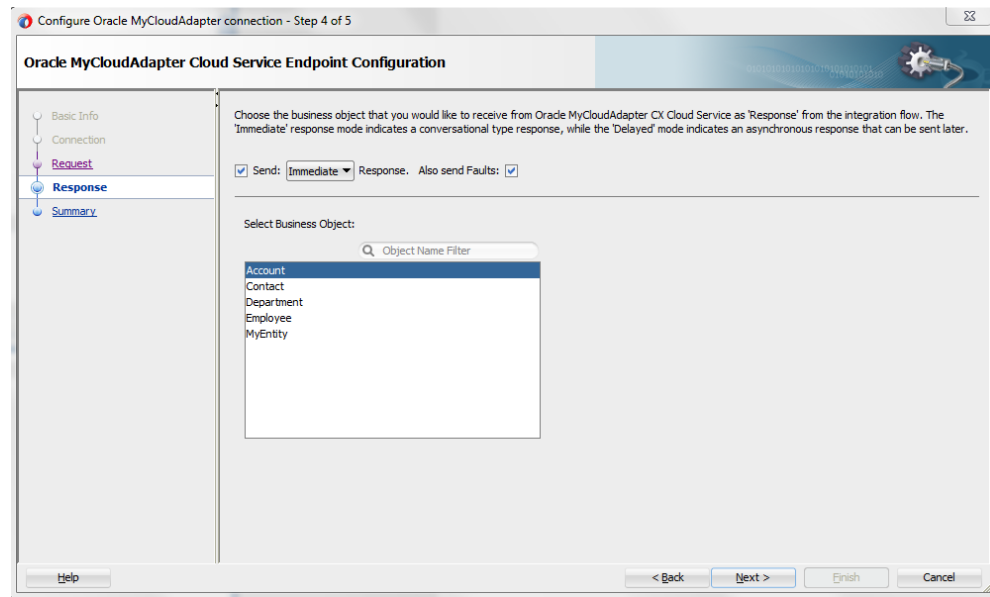 Configure Oracle MyCloudAdapter connection - Step 4 of 5
Oracle MyCloudAdapter Cloud Service Endpoint Configuration
Basic Info
Connection
Request
Response
Summary
Choose the business object that you would like to receive from Oracle MyCloudAdapter CX Cloud Service as 'Response' from the integration flow. The
'Immediate' response mode indicates a conversational type response, while the 'Delayed' mode indicates an asynchronous response that can be sent later.
Send: Immediate Response. Also send Faults:
Select Business Object:
Object Name Filter
Account
Contact
Department
Employee
MyEntity
Help
< Back
Next >
Finish
Cancel